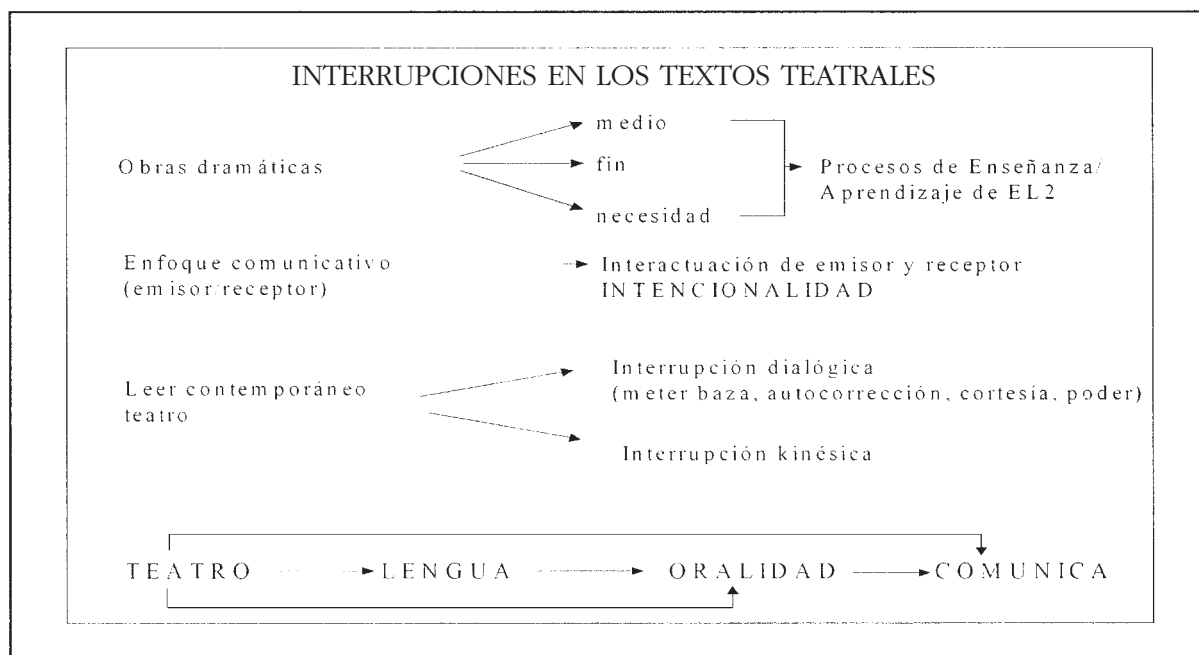 INTERRUPCIONES EN LOS TEXTOS TEATRALES
medio
Obras dramáticas
fin
Procesos de Enseñanza/
Aprendizaje de EL2
necesidad
Enfoque comunicativo
(emisor/receptor)
Interactuación de emisor y receptor
INTENCIONALIDAD
Leer contemporáneo
teatro
Interrupción dialógica
(meter baza, autocorrección, cortesía, poder)
Interrupción kinésica
TEATRO LENGUA ORALIDAD COMUNICA